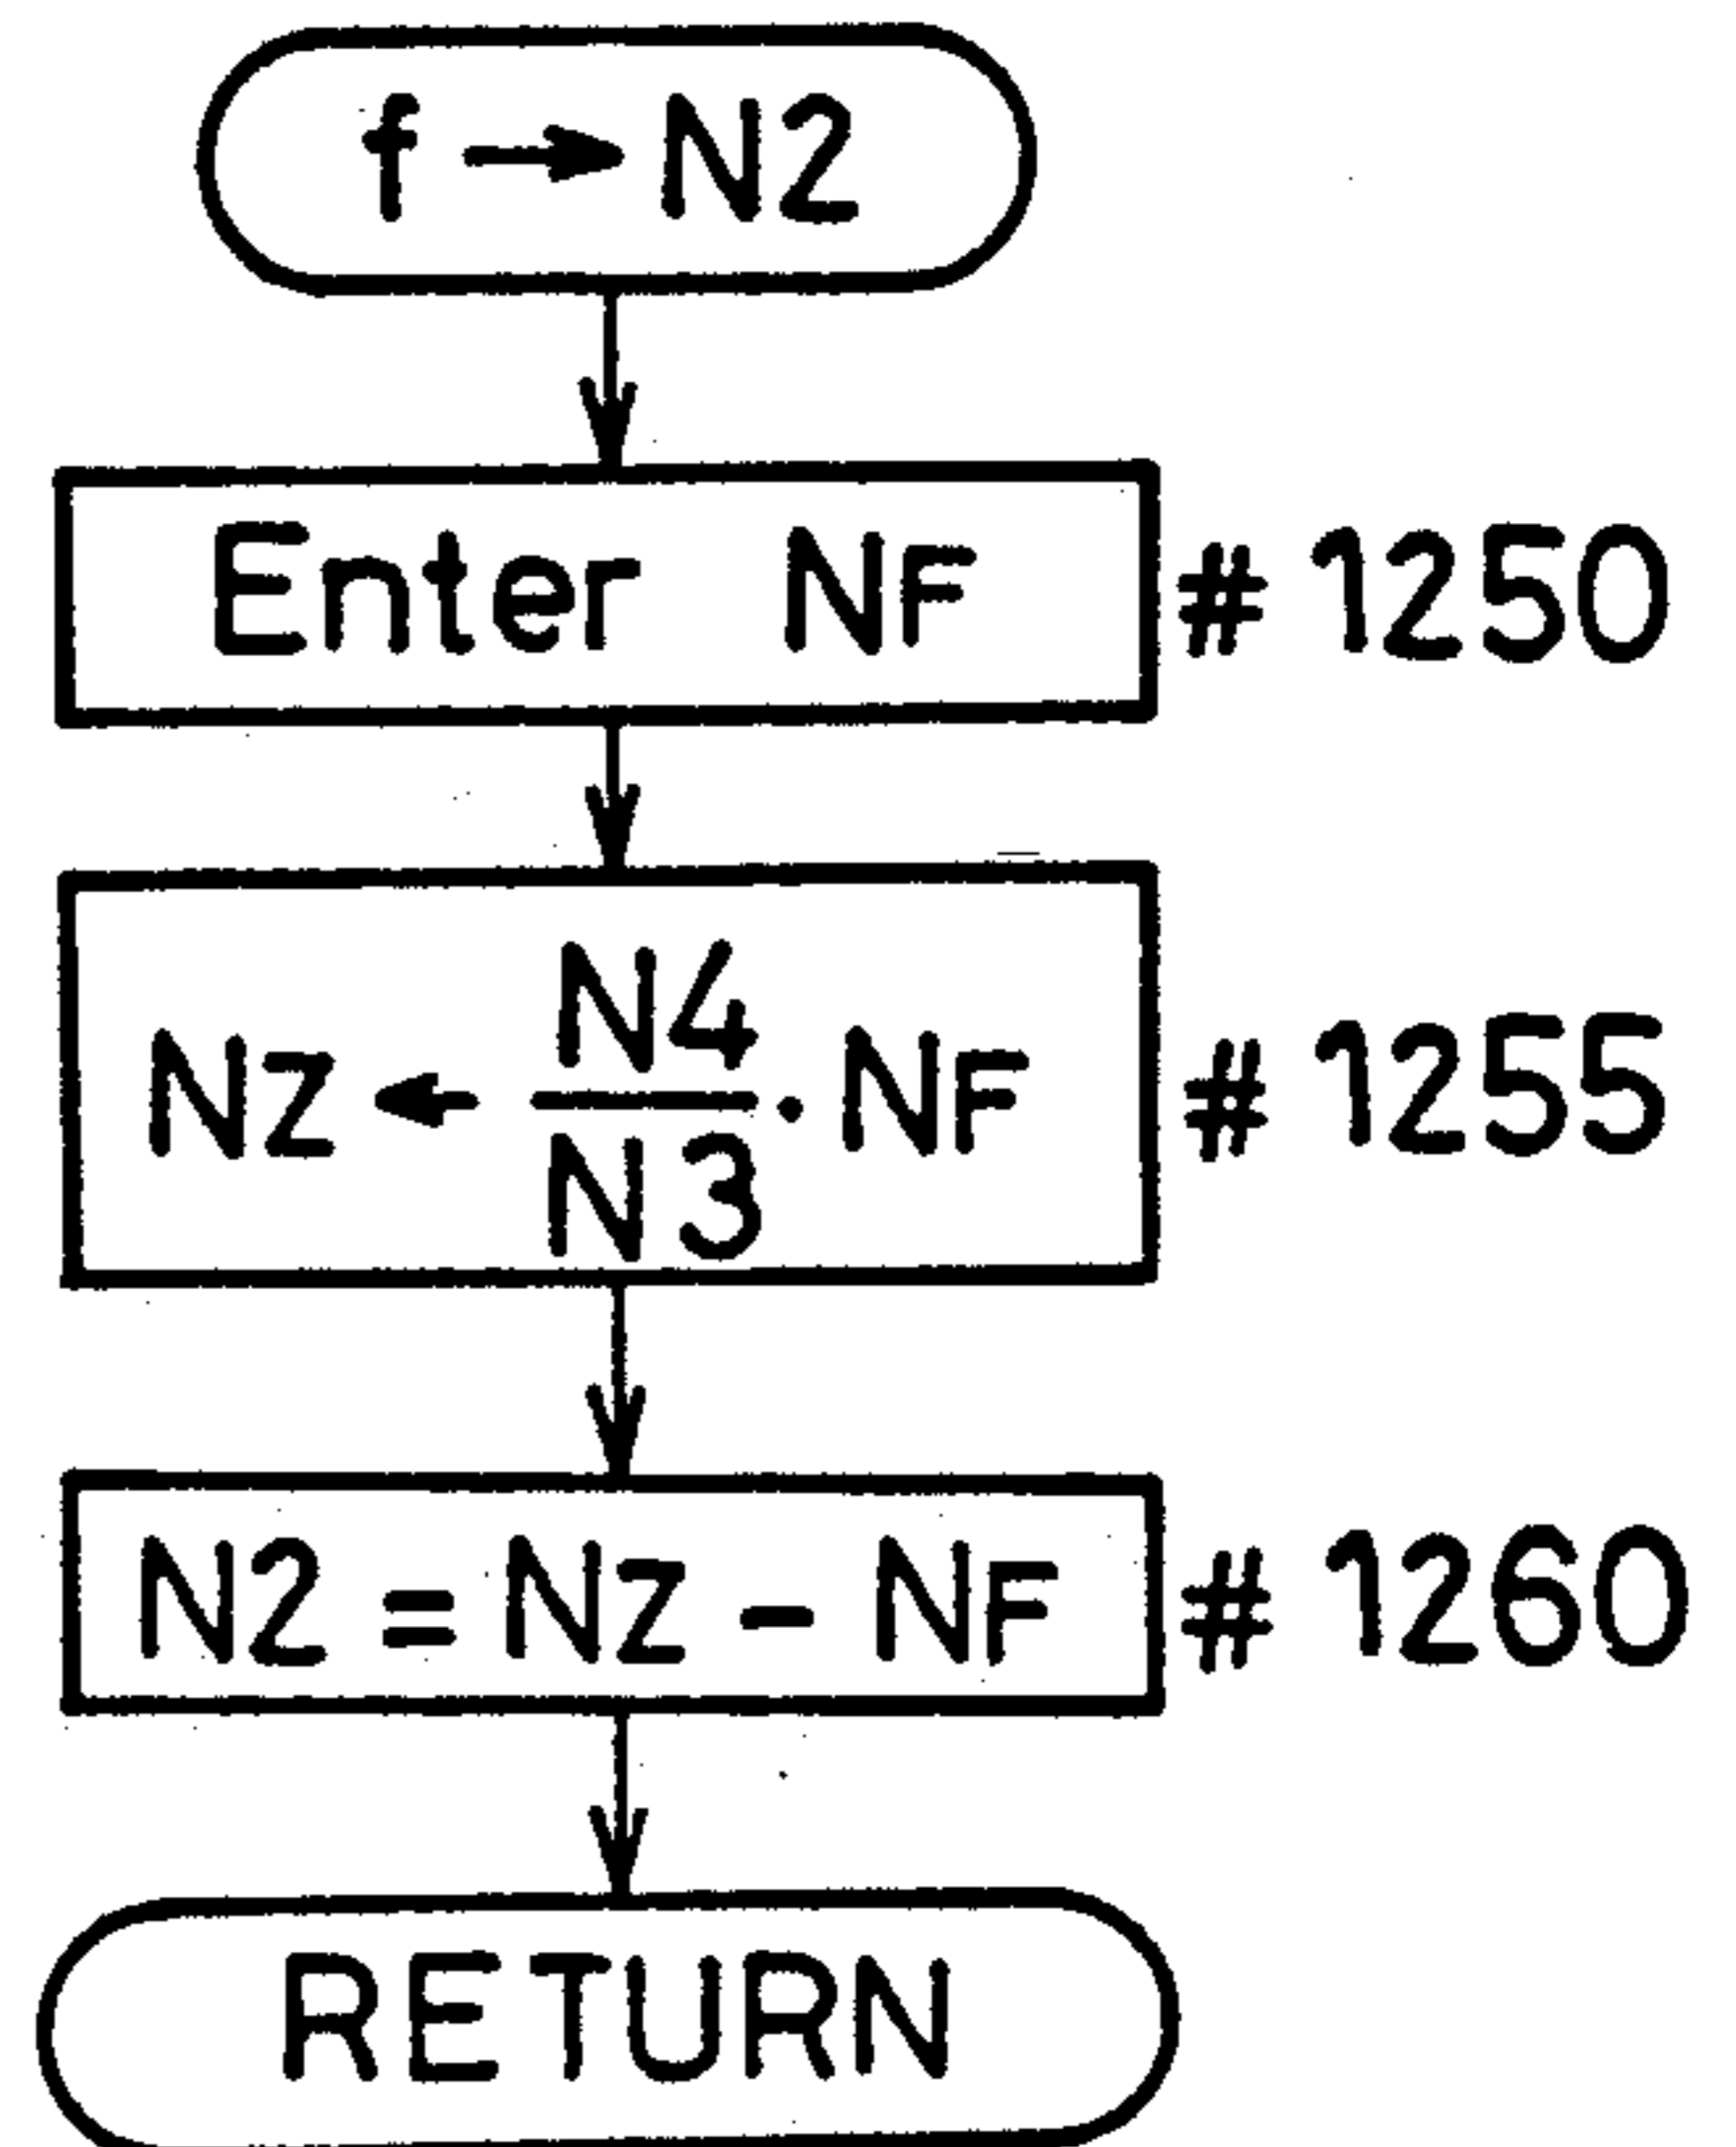 f → N2
Enter NF # 1250
NZ ← N4/N3 · NF # 1255
N2 = NZ - NF # 1260
RETURN